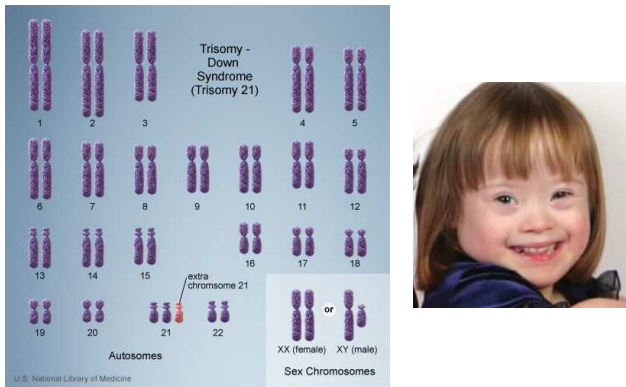 Trisomy -
Down
Syndrome
(Trisomy 21)
1 2 3 4 5
6 7 8 9 10 11 12
13 14 15 16 17 18
extra
chromsome 21
19 20 21 22
or
XX (female) XY (male)
Autosomes
Sex Chromosomes
U.S. National Library of Medicine